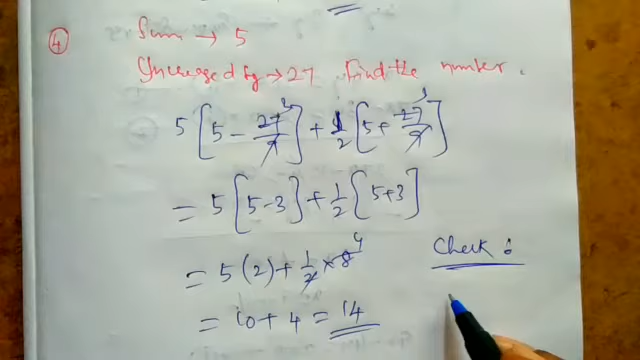 ④ Sum → 5
Increased by → 27 Find the number.
5 [5 - 27/9] + 1/2 [5 + 27/9]
= 5 [5-3] + 1/2 [5+3]
= 5 (2) + 1/2 × 8 4
Check :
= 10 + 4 = 14